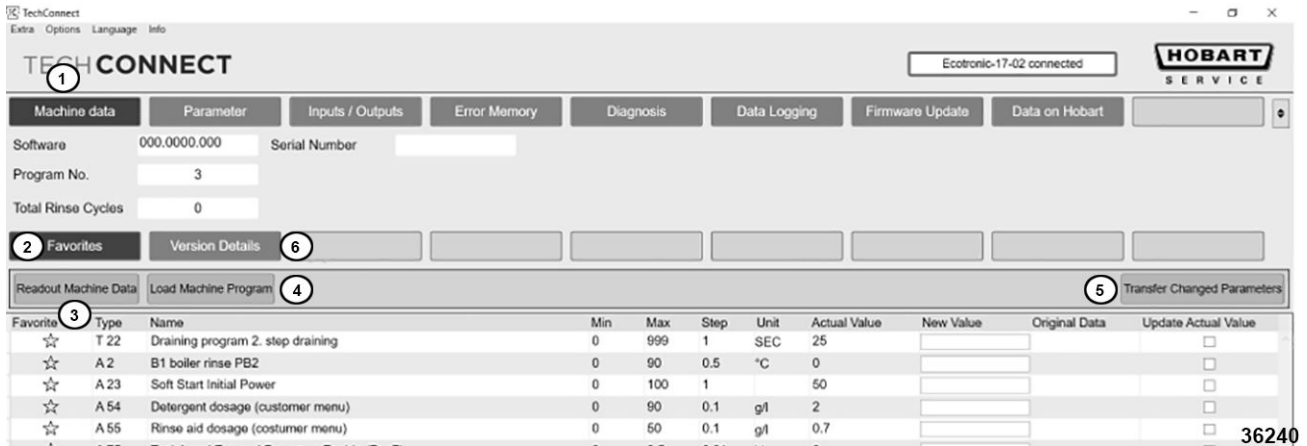 TechConnect
Extra Options Language Info
TECHCONNECT
1
Ecotronic-17-02 connected
HOBART
SERVICE
Machine data Parameter Inputs / Outputs Error Memory Diagnosis Data Logging Firmware Update Data on Hobart
Software 000.0000.000 Serial Number
Program No. 3
Total Rinse Cycles 0
2 Favorites Version Details 6
Readout Machine Data Load Machine Program 4 5 Transfer Changed Parameters
3
Favorite Type Name Min Max Step Unit Actual Value New Value Original Data Update Actual Value
T 22 Draining program 2. step draining 0 999 1 SEC 25
A 2 B1 boiler rinse PB2 0 90 0.5 °C 0
A 23 Soft Start Initial Power 0 100 1 50
A 54 Detergent dosage (customer menu) 0 90 0.1 g/l 2
A 55 Rinse aid dosage (costumer menu) 0 50 0.1 g/l 0.7
36240